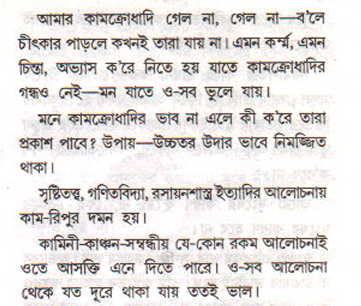 আমার কামক্রোধাদি গেল না, গেল না—ব'লে
চীৎকার পাড়লে কখনই তারা যায় না। এমন কর্ম্ম, এমন
চিন্তা, অভ্যাস ক'রে নিতে হয় যাতে কামক্রোধাদির
গন্ধও নেই—মন যাতে ও-সব ভুলে যায়।
মনে কামক্রোধাদির ভাব না এলে কী ক'রে তারা
প্রকাশ পাবে? উপায়—উচ্চতর উদার ভাবে নিমজ্জিত
থাকা।
সৃষ্টিতত্ত্ব, গণিতবিদ্যা, রসায়নশাস্ত্র ইত্যাদির আলোচনায়
কাম-রিপুর দমন হয়।
কামিনী-কাঞ্চন-সম্বন্ধীয় যে-কোন রকম আলোচনাই
ওতে আসক্তি এনে দিতে পারে। ও-সব আলোচনা
থেকে যত দূরে থাকা যায় ততই ভাল।